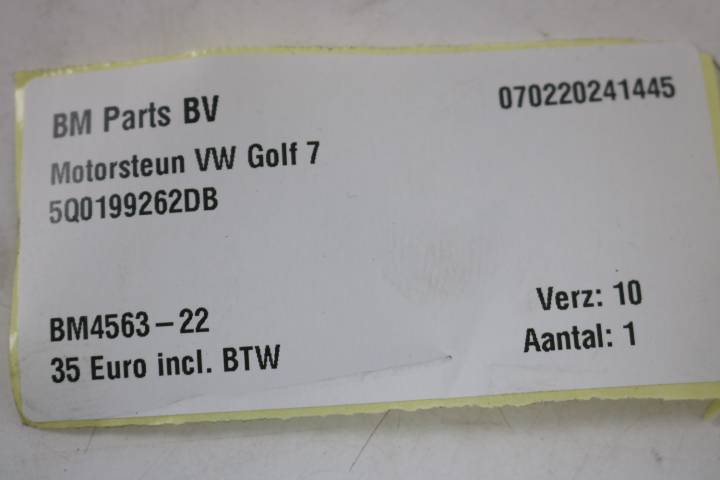 BM Parts BV
070220241445
Motorsteun VW Golf 7
5Q0199262DB
BM4563-22
Verz: 10
35 Euro incl. BTW
Aantal: 1